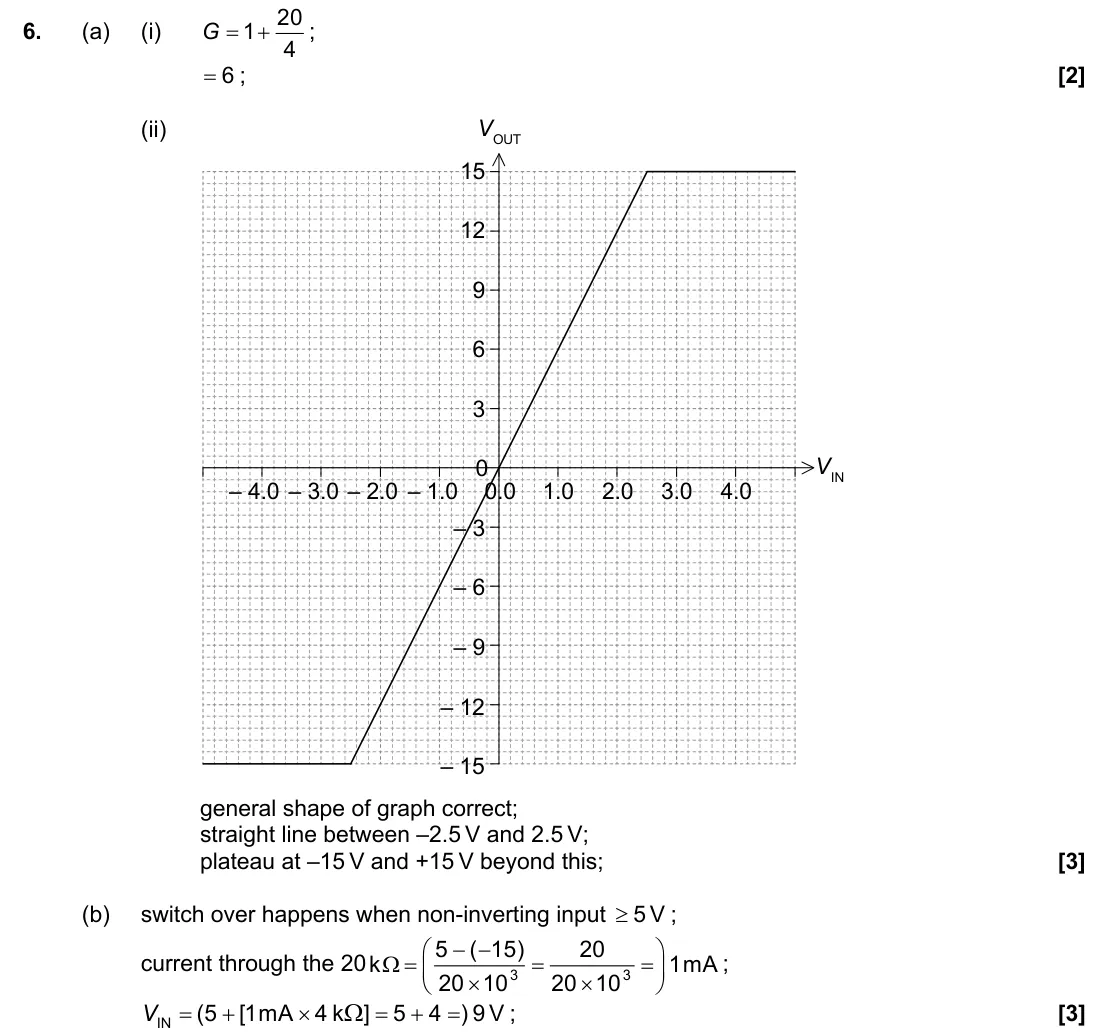 6. (a) (i) G = 1 + 20/4 ;
= 6 ; [2]
(ii)
V_OUT
15
12
9
6
3
0
V_IN
– 4.0 – 3.0 – 2.0 – 1.0 0.0 1.0 2.0 3.0 4.0
– 3
– 6
– 9
– 12
– 15
general shape of graph correct;
straight line between –2.5 V and 2.5 V;
plateau at –15 V and +15 V beyond this; [3]
(b) switch over happens when non-inverting input ≥ 5 V ;
current through the 20 kΩ = ( (5 – (–15))/(20 × 10³) = 20/(20 × 10³) = ) 1 mA ;
V_IN = (5 + [1 mA × 4 kΩ] = 5 + 4 =) 9 V ; [3]